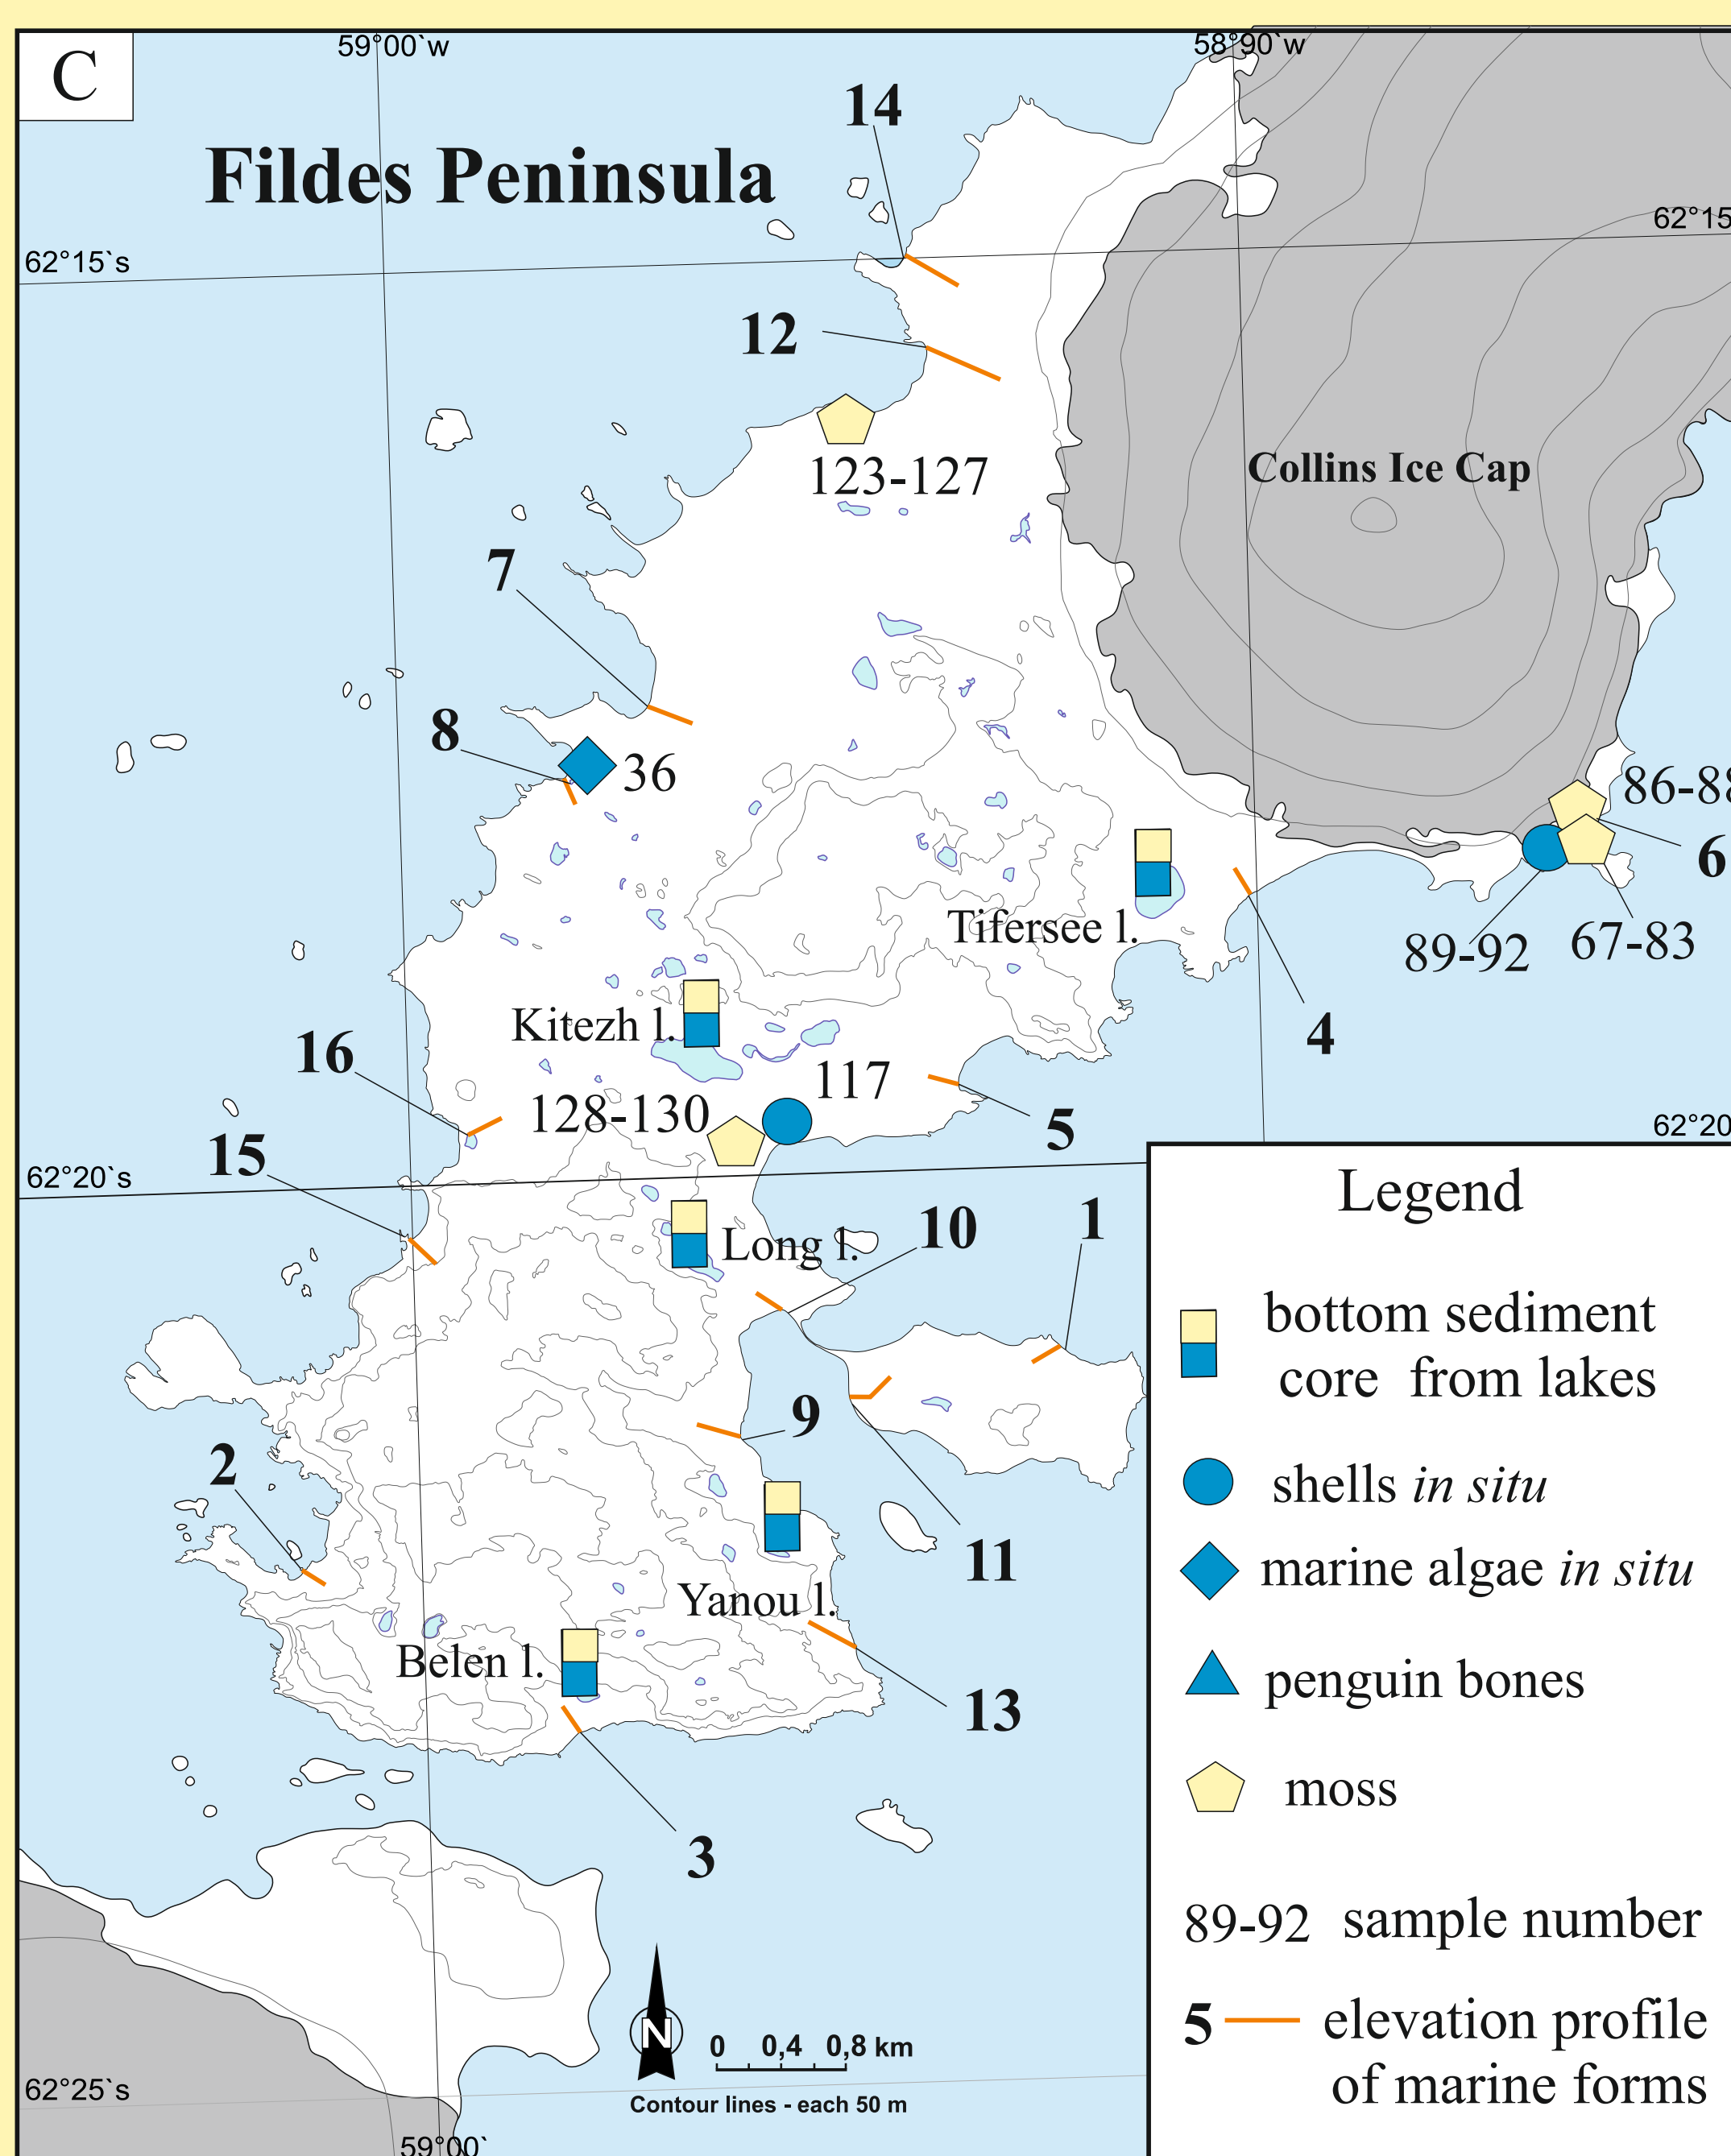 C
59°00`w
58°90`w
Fildes Peninsula
14
62°15`s
62°15
12
Collins Ice Cap
123-127
7
8
36
86-88
6
Tifersee l.
89-92
67-83
Kitezh l.
4
16
117
128-130
5
15
62°20
62°20`s
Legend
10
1
Long l.
bottom sediment
core from lakes
9
2
shells in situ
11
marine algae in situ
Yanou l.
Belen l.
penguin bones
13
moss
3
89-92 sample number
N
0 0,4 0,8 km
5 elevation profile
of marine forms
62°25`s
Contour lines - each 50 m
59°00`